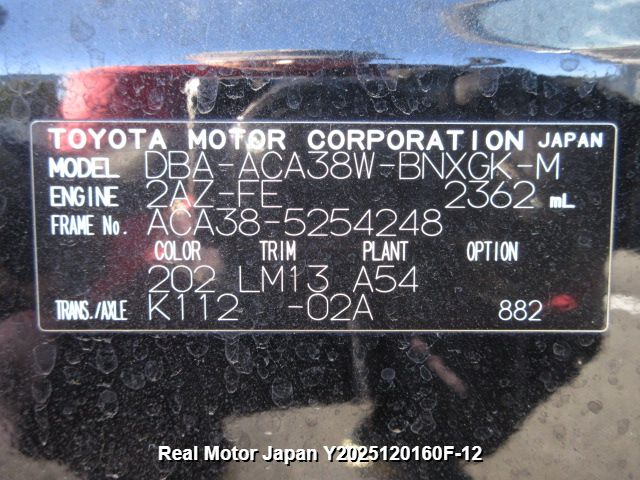 TOYOTA MOTOR CORPORATION JAPAN
MODEL DBA-ACA38W-BNXGK-M
ENGINE 2AZ-FE 2362 mL
FRAME No. ACA38-5254248
COLOR TRIM PLANT OPTION
202 LM13 A54
TRANS./AXLE K112 -02A 882
Real Motor Japan Y2025120160F-12